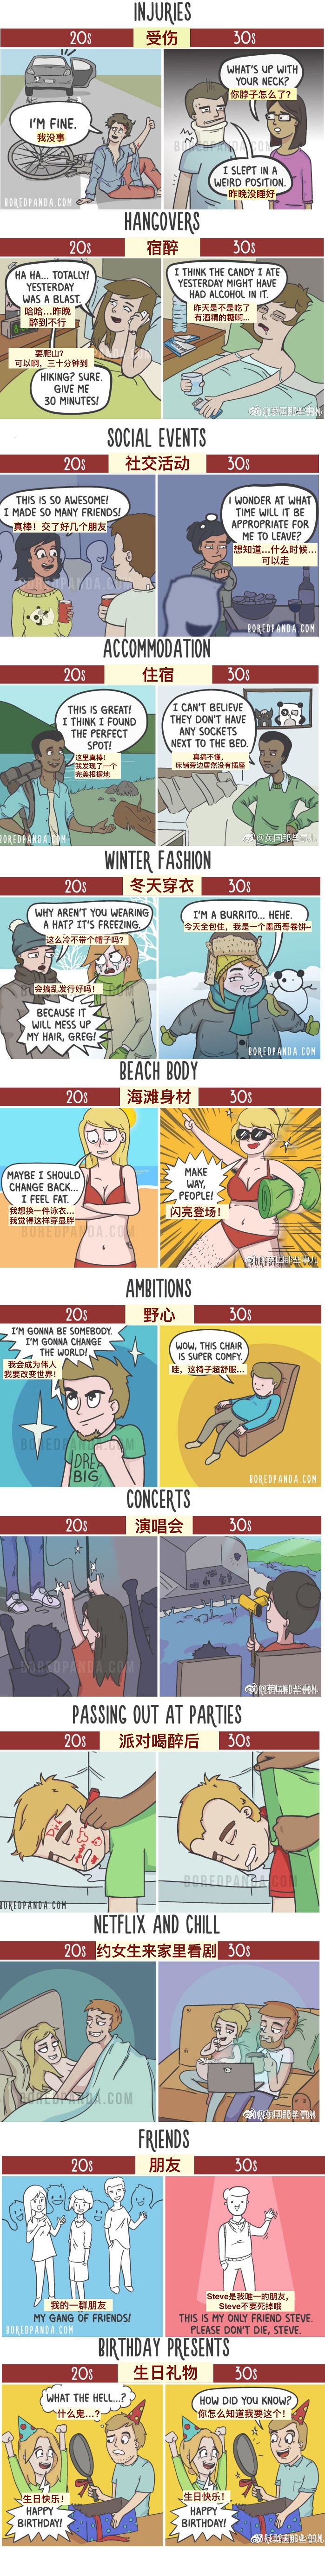 INJURIES
20s 受伤 30s
I'M FINE.
我没事
WHAT'S UP WITH
YOUR NECK?
你脖子怎么了?
I SLEPT IN A
WEIRD POSITION.
昨晚没睡好
BOREDPANDA.COM
HANGOVERS
20s 宿醉 30s
HA HA... TOTALLY!
YESTERDAY
WAS A BLAST.
哈哈...昨晚
醉到不行
要爬山?
可以啊,三十分钟到
HIKING? SURE.
GIVE ME
30 MINUTES!
I THINK THE CANDY I ATE
YESTERDAY MIGHT HAVE
HAD ALCOHOL IN IT.
昨天是不是吃了
有酒精的糖啊...
BOREDPANDA.COM
SOCIAL EVENTS
20s 社交活动 30s
THIS IS SO AWESOME!
I MADE SO MANY FRIENDS!
真棒!交了好几个朋友
I WONDER AT WHAT
TIME WILL IT BE
APPROPRIATE FOR
ME TO LEAVE?
想知道...什么时候...
可以走
BOREDPANDA.COM
ACCOMMODATION
20s 住宿 30s
THIS IS GREAT!
I THINK I FOUND
THE PERFECT
SPOT!
这里真棒!
我发现了一个
完美根据地
I CAN'T BELIEVE
THEY DON'T HAVE
ANY SOCKETS
NEXT TO THE BED.
真搞不懂,
床铺旁边居然没有插座
BOREDPANDA.COM
WINTER FASHION
20s 冬天穿衣 30s
WHY AREN'T YOU WEARING
A HAT? IT'S FREEZING.
这么冷不带个帽子吗?
会搞乱发行好吗!
BECAUSE IT
WILL MESS UP
MY HAIR, GREG!
I'M A BURRITO... HEHE.
今天全包住,我是一个墨西哥卷饼~
BOREDPANDA.COM
BEACH BODY
20s 海滩身材 30s
MAYBE I SHOULD
CHANGE BACK...
I FEEL FAT.
我想换一件泳衣...
我觉得这样穿显胖
MAKE
WAY,
PEOPLE!
闪亮登场!
BOREDPANDA.COM
AMBITIONS
20s 野心 30s
I'M GONNA BE SOMEBODY.
I'M GONNA CHANGE
THE WORLD!
我会成为伟人
我要改变世界!
DREAM
BIG
WOW, THIS CHAIR
IS SUPER COMFY.
哇,这椅子超舒服...
BOREDPANDA.COM
CONCERTS
20s 演唱会 30s
BOREDPANDA.COM
PASSING OUT AT PARTIES
20s 派对喝醉后 30s
BOREDPANDA.COM
NETFLIX AND CHILL
20s 约女生来家里看剧 30s
BOREDPANDA.COM
FRIENDS
20s 朋友 30s
我的一群朋友
MY GANG OF FRIENDS!
BOREDPANDA.COM
Steve是我唯一的朋友,
Steve不要死掉哦
THIS IS MY ONLY FRIEND STEVE.
PLEASE DON'T DIE, STEVE.
BIRTHDAY PRESENTS
20s 生日礼物 30s
WHAT THE HELL...?
什么鬼...?
生日快乐!
HAPPY
BIRTHDAY!
HOW DID YOU KNOW?
你怎么知道我要这个!
生日快乐!
HAPPY
BIRTHDAY!
BOREDPANDA.COM